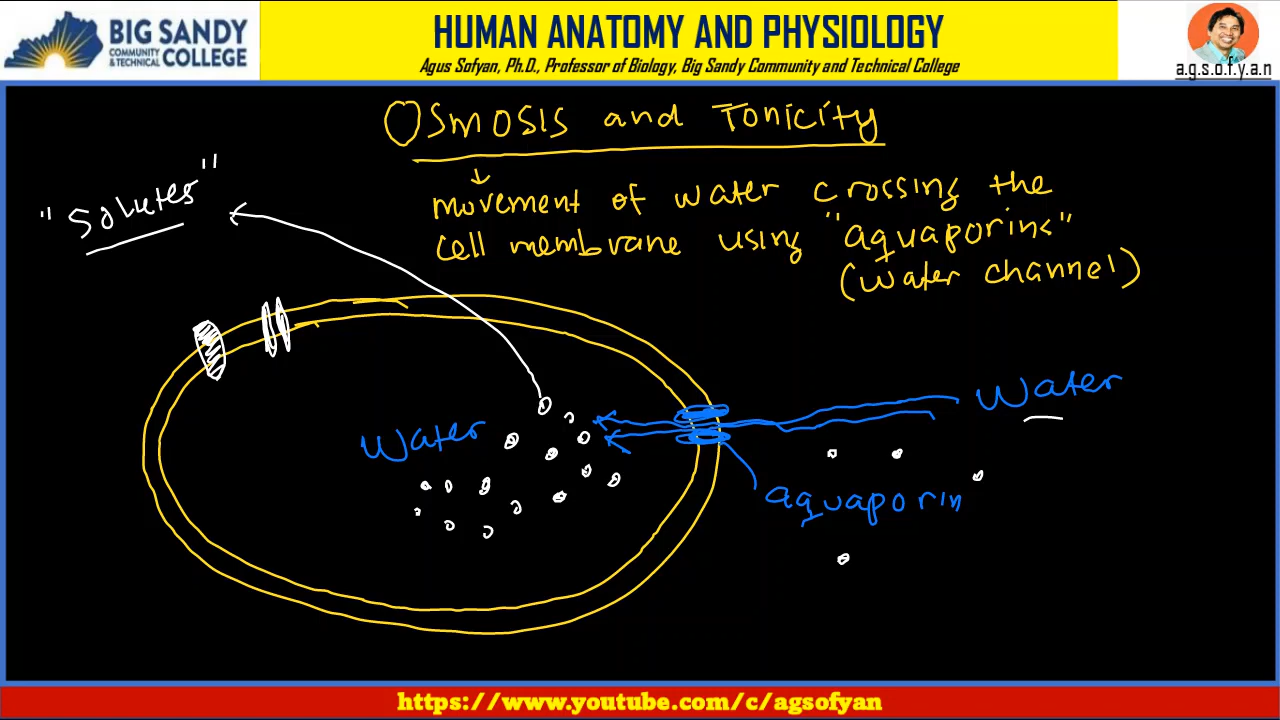 BIG SANDY
COMMUNITY
& TECHNICAL
COLLEGE
HUMAN ANATOMY AND PHYSIOLOGY
Agus Sofyan, Ph.D., Professor of Biology, Big Sandy Community and Technical College
a.g.s.o.f.y.a.n
Osmosis and Tonicity
"Solutes"
movement of water crossing the
cell membrane using "aquaporins"
(water channel)
Water
Water
aquaporin
https://www.youtube.com/c/agsofyan